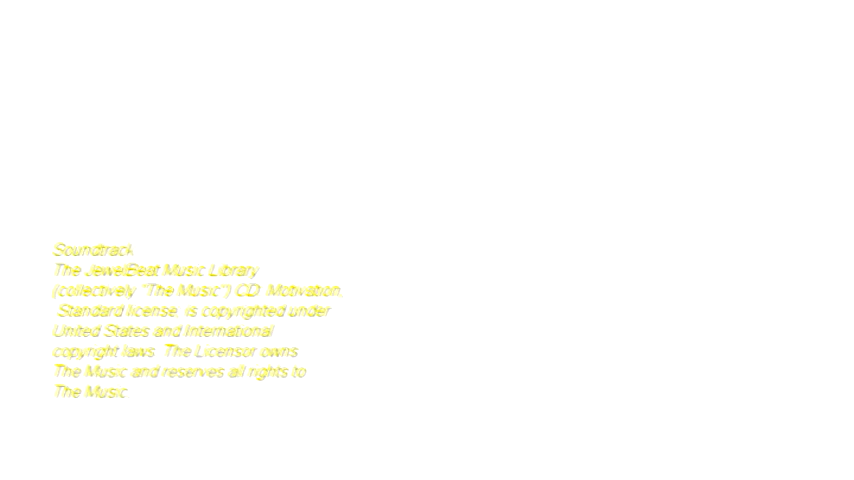 Soundtrack
The JewelBeat Music Library
(collectively "The Music") CD. Motivation.
Standard license, is copyrighted under
United States and International
copyright laws. The Licensor owns
The Music and reserves all rights to
The Music